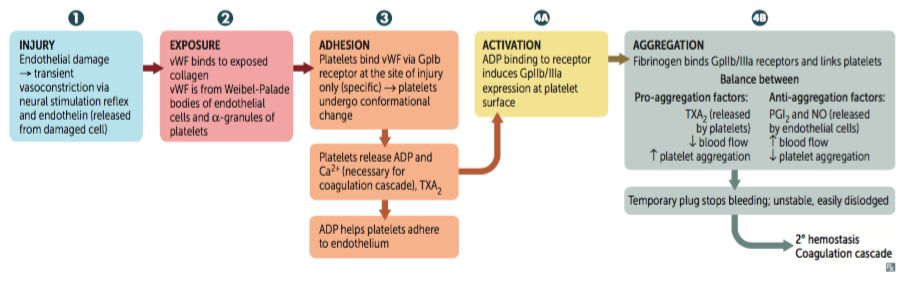 1
INJURY
Endothelial damage
→ transient
vasoconstriction via
neural stimulation reflex
and endothelin (released
from damaged cell)
2
EXPOSURE
vWF binds to exposed
collagen
vWF is from Weibel-Palade
bodies of endothelial
cells and α-granules of
platelets
3
ADHESION
Platelets bind vWF via GpIb
receptor at the site of injury
only (specific) → platelets
undergo conformational
change
Platelets release ADP and
Ca²⁺ (necessary for
coagulation cascade), TXA₂
ADP helps platelets adhere
to endothelium
4A
ACTIVATION
ADP binding to receptor
induces GpIIb/IIIa
expression at platelet
surface
4B
AGGREGATION
Fibrinogen binds GpIIb/IIIa receptors and links platelets
Balance between
Pro-aggregation factors:
TXA₂ (released
by platelets)
↓ blood flow
↑ platelet aggregation
Anti-aggregation factors:
PGI₂ and NO (released
by endothelial cells)
↑ blood flow
↓ platelet aggregation
Temporary plug stops bleeding; unstable, easily dislodged
2° hemostasis
Coagulation cascade
℞